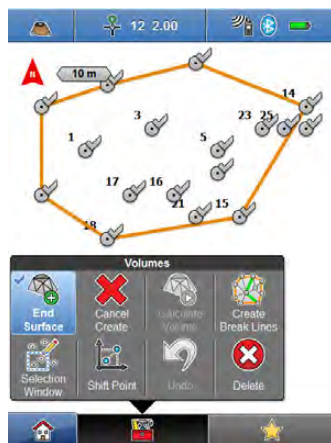 12 2.00
N
10 m
14
3
23 25
1
5
17 16
21 15
18
Volumes
End Surface
Cancel Create
Calculate Volume
Create Break Lines
Selection Window
Shift Point
Undo
Delete